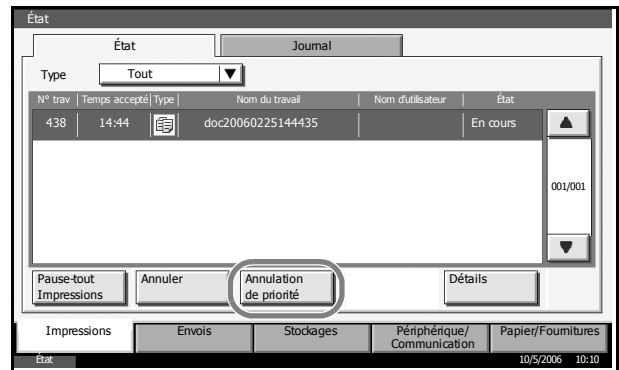 État
État Journal
Type Tout
N° trav Temps accepté Type Nom du travail Nom d'utilisateur État
438 14:44 doc20060225144435 En cours
001/001
Pause-tout Impressions Annuler Annulation de priorité Détails
Impressions Envois Stockages Périphérique/ Communication Papier/Fournitures
État 10/5/2006 10:10